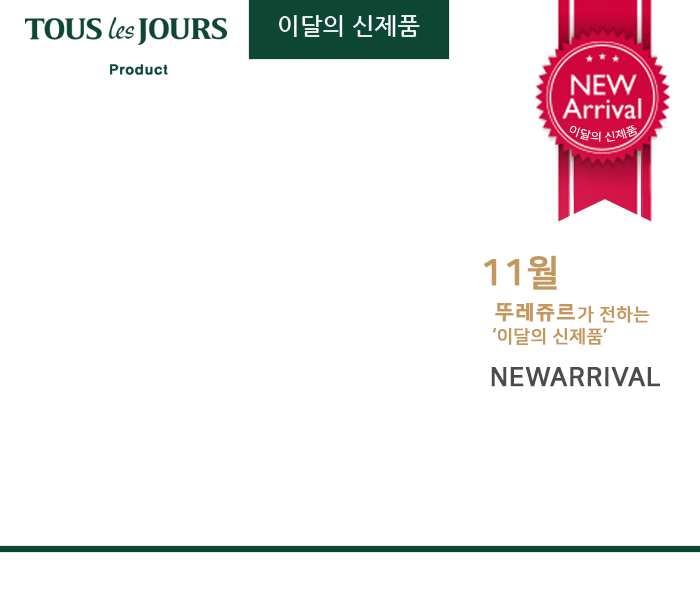 TOUS les JOURS
Product
이달의 신제품
NEW
Arrival
이달의 신제품
11월
뚜레쥬르가 전하는
‘이달의 신제품’
NEWARRIVAL